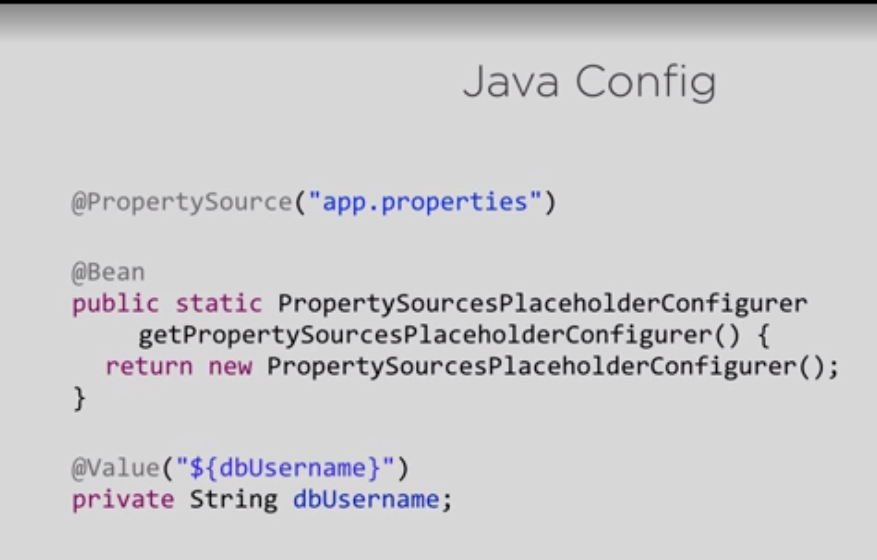 Java Config
@PropertySource("app.properties")
@Bean
public static PropertySourcesPlaceholderConfigurer
getPropertySourcesPlaceholderConfigurer() {
return new PropertySourcesPlaceholderConfigurer();
}
@Value("${dbUsername}")
private String dbUsername;